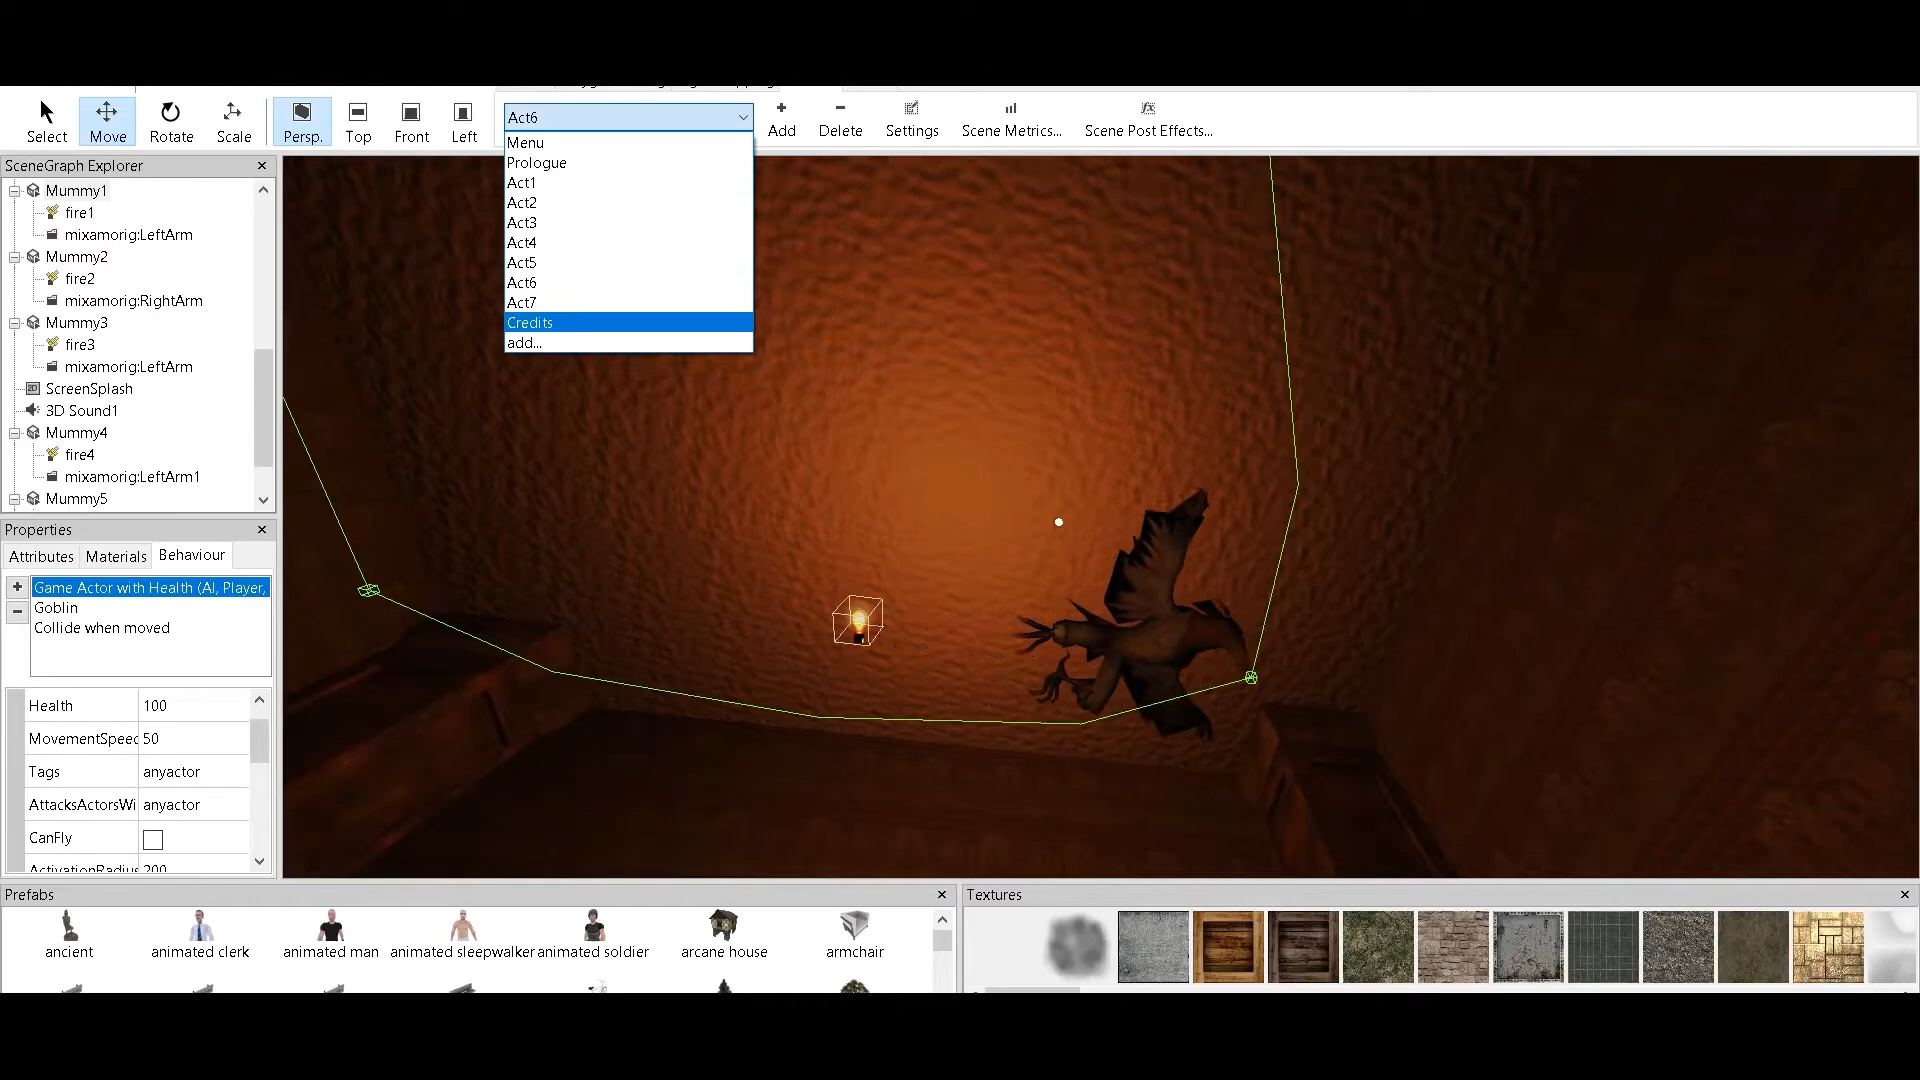 Select
Move
Rotate
Scale
Persp.
Top
Front
Left
Act6
Menu
Prologue
Act1
Act2
Act3
Act4
Act5
Act6
Act7
Credits
add...
Add
Delete
Settings
Scene Metrics...
Scene Post Effects...
SceneGraph Explorer
Mummy1
fire1
mixamorig:LeftArm
Mummy2
fire2
mixamorig:RightArm
Mummy3
fire3
mixamorig:LeftArm
2D ScreenSplash
3D Sound1
Mummy4
fire4
mixamorig:LeftArm1
Mummy5
Properties
Attributes Materials Behaviour
Game Actor with Health (AI, Player,
Goblin
Collide when moved
Health 100
MovementSpeed 50
Tags anyactor
AttacksActorsWi anyactor
CanFly
ActivationRadius 200
Prefabs
ancient
animated clerk
animated man
animated sleepwalker
animated soldier
arcane house
armchair
Textures